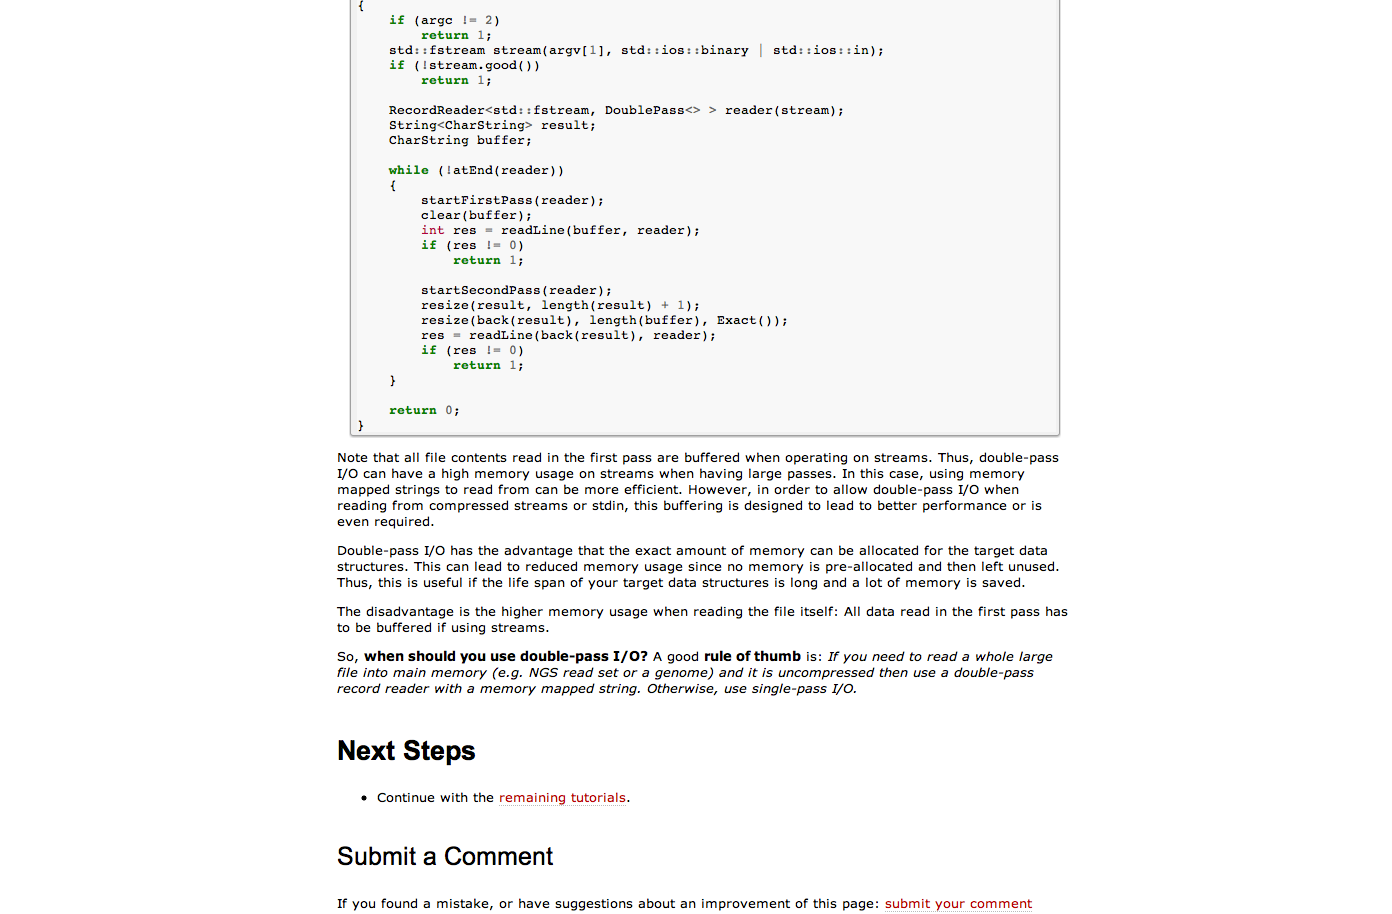 {
    if (argc != 2)
        return 1;
    std::fstream stream(argv[1], std::ios::binary | std::ios::in);
    if (!stream.good())
        return 1;

    RecordReader<std::fstream, DoublePass<> > reader(stream);
    String<CharString> result;
    CharString buffer;

    while (!atEnd(reader))
    {
        startFirstPass(reader);
        clear(buffer);
        int res = readLine(buffer, reader);
        if (res != 0)
            return 1;

        startSecondPass(reader);
        resize(result, length(result) + 1);
        resize(back(result), length(buffer), Exact());
        res = readLine(back(result), reader);
        if (res != 0)
            return 1;
    }

    return 0;
}
Note that all file contents read in the first pass are buffered when operating on streams. Thus, double-pass
I/O can have a high memory usage on streams when having large passes. In this case, using memory
mapped strings to read from can be more efficient. However, in order to allow double-pass I/O when
reading from compressed streams or stdin, this buffering is designed to lead to better performance or is
even required.
Double-pass I/O has the advantage that the exact amount of memory can be allocated for the target data
structures. This can lead to reduced memory usage since no memory is pre-allocated and then left unused.
Thus, this is useful if the life span of your target data structures is long and a lot of memory is saved.
The disadvantage is the higher memory usage when reading the file itself: All data read in the first pass has
to be buffered if using streams.
So, when should you use double-pass I/O? A good rule of thumb is: If you need to read a whole large
file into main memory (e.g. NGS read set or a genome) and it is uncompressed then use a double-pass
record reader with a memory mapped string. Otherwise, use single-pass I/O.
Next Steps
• Continue with the remaining tutorials.
Submit a Comment
If you found a mistake, or have suggestions about an improvement of this page: submit your comment